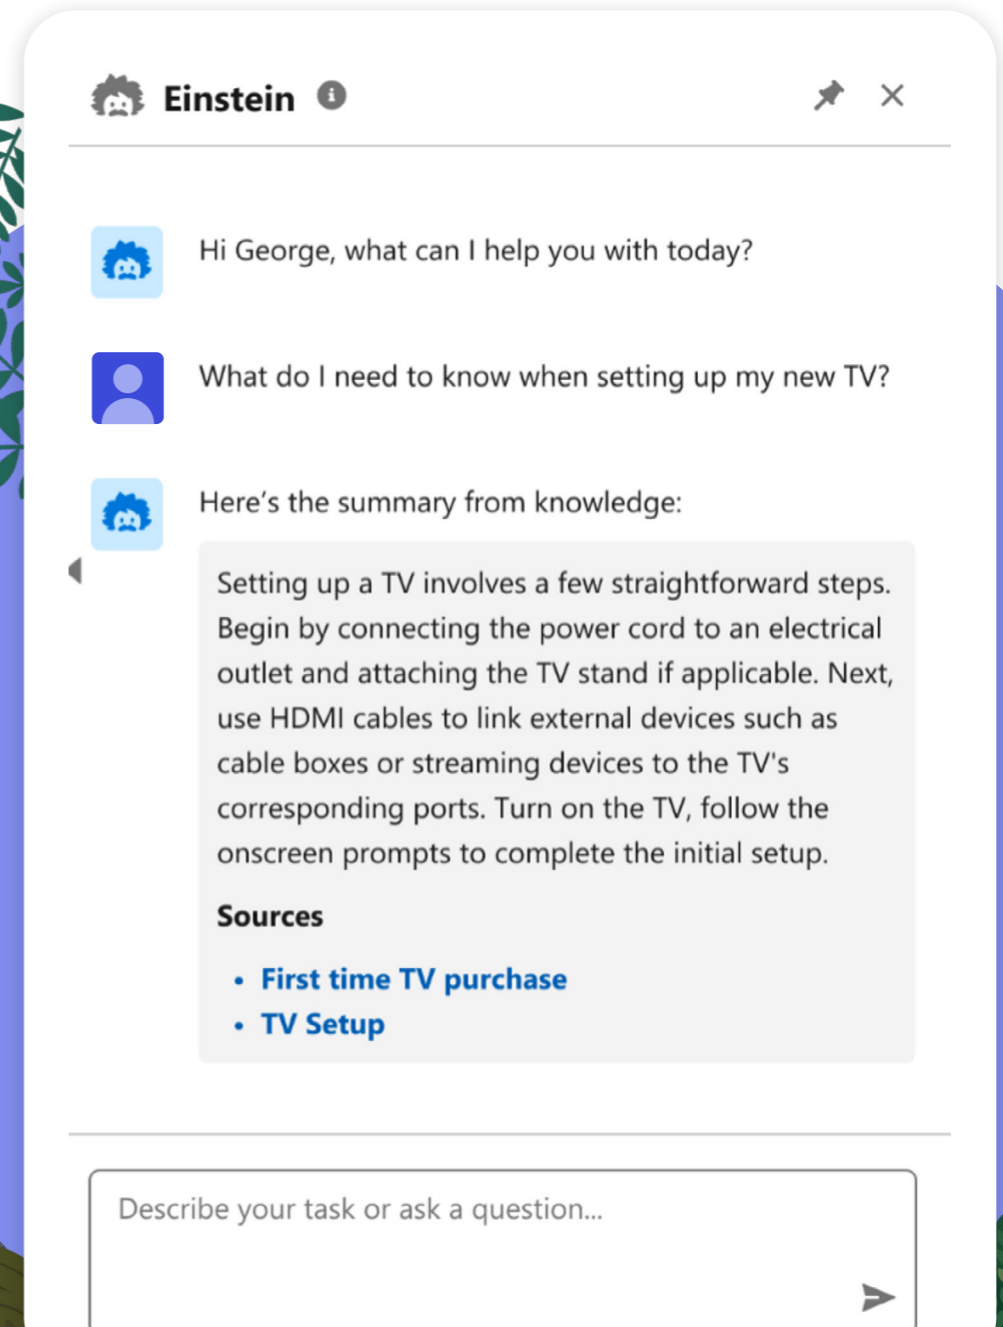 Einstein
Hi George, what can I help you with today?
What do I need to know when setting up my new TV?
Here's the summary from knowledge:
Setting up a TV involves a few straightforward steps.
Begin by connecting the power cord to an electrical
outlet and attaching the TV stand if applicable. Next,
use HDMI cables to link external devices such as
cable boxes or streaming devices to the TV's
corresponding ports. Turn on the TV, follow the
onscreen prompts to complete the initial setup.
Sources
• First time TV purchase
• TV Setup
Describe your task or ask a question...